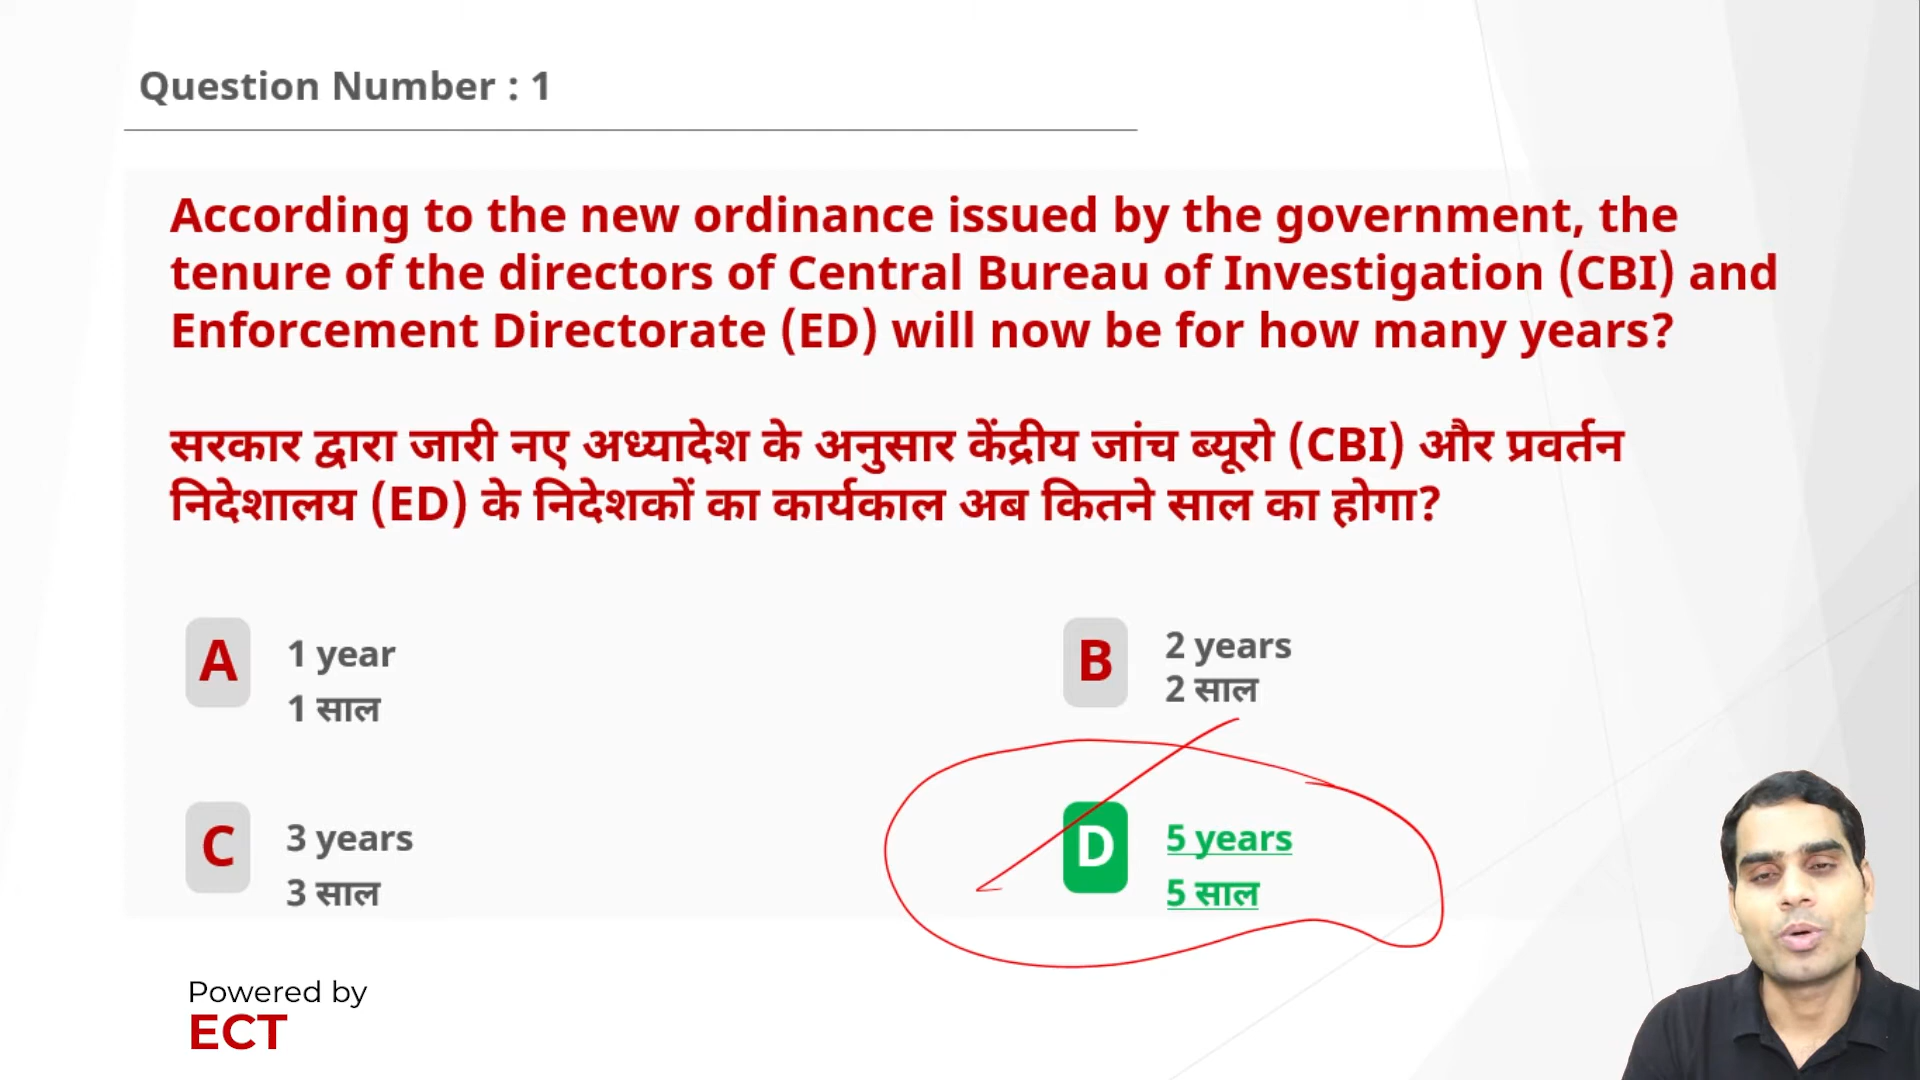 Question Number : 1
According to the new ordinance issued by the government, the
tenure of the directors of Central Bureau of Investigation (CBI) and
Enforcement Directorate (ED) will now be for how many years?
सरकार द्वारा जारी नए अध्यादेश के अनुसार केंद्रीय जांच ब्यूरो (CBI) और प्रवर्तन
निदेशालय (ED) के निदेशकों का कार्यकाल अब कितने साल का होगा?
A
1 year
1 साल
B
2 years
2 साल
C
3 years
3 साल
D
5 years
5 साल
Powered by
ECT